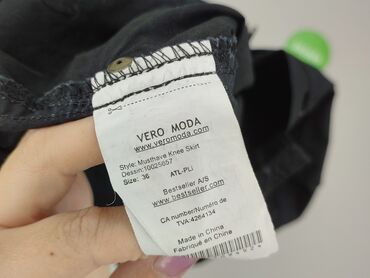 VERO MODA
www.veromoda.com
Style: Musthave Knee Skirt
Dessin:10025657
Size: 36 ATL-PLi
Bestseller A/S
www.bestseller.com
CA number/Numéro de
TVA:4264134
Made in China
Fabriqué en Chine